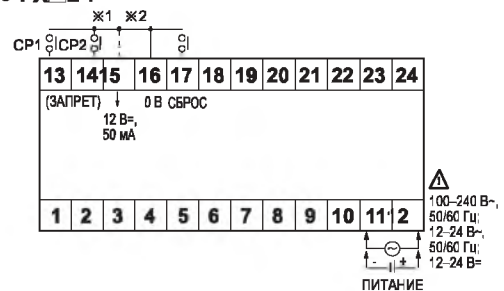 ※1 ※2
CP1 CP2
13 14 15 16 17 18 19 20 21 22 23 24
(ЗАПРЕТ) 0 В СБРОС
12 В=,
50 мА
1 2 3 4 5 6 7 8 9 10 11 12
100–240 В~,
50/60 Гц;
12–24 В~,
50/60 Гц;
12–24 В=
- +
ПИТАНИЕ